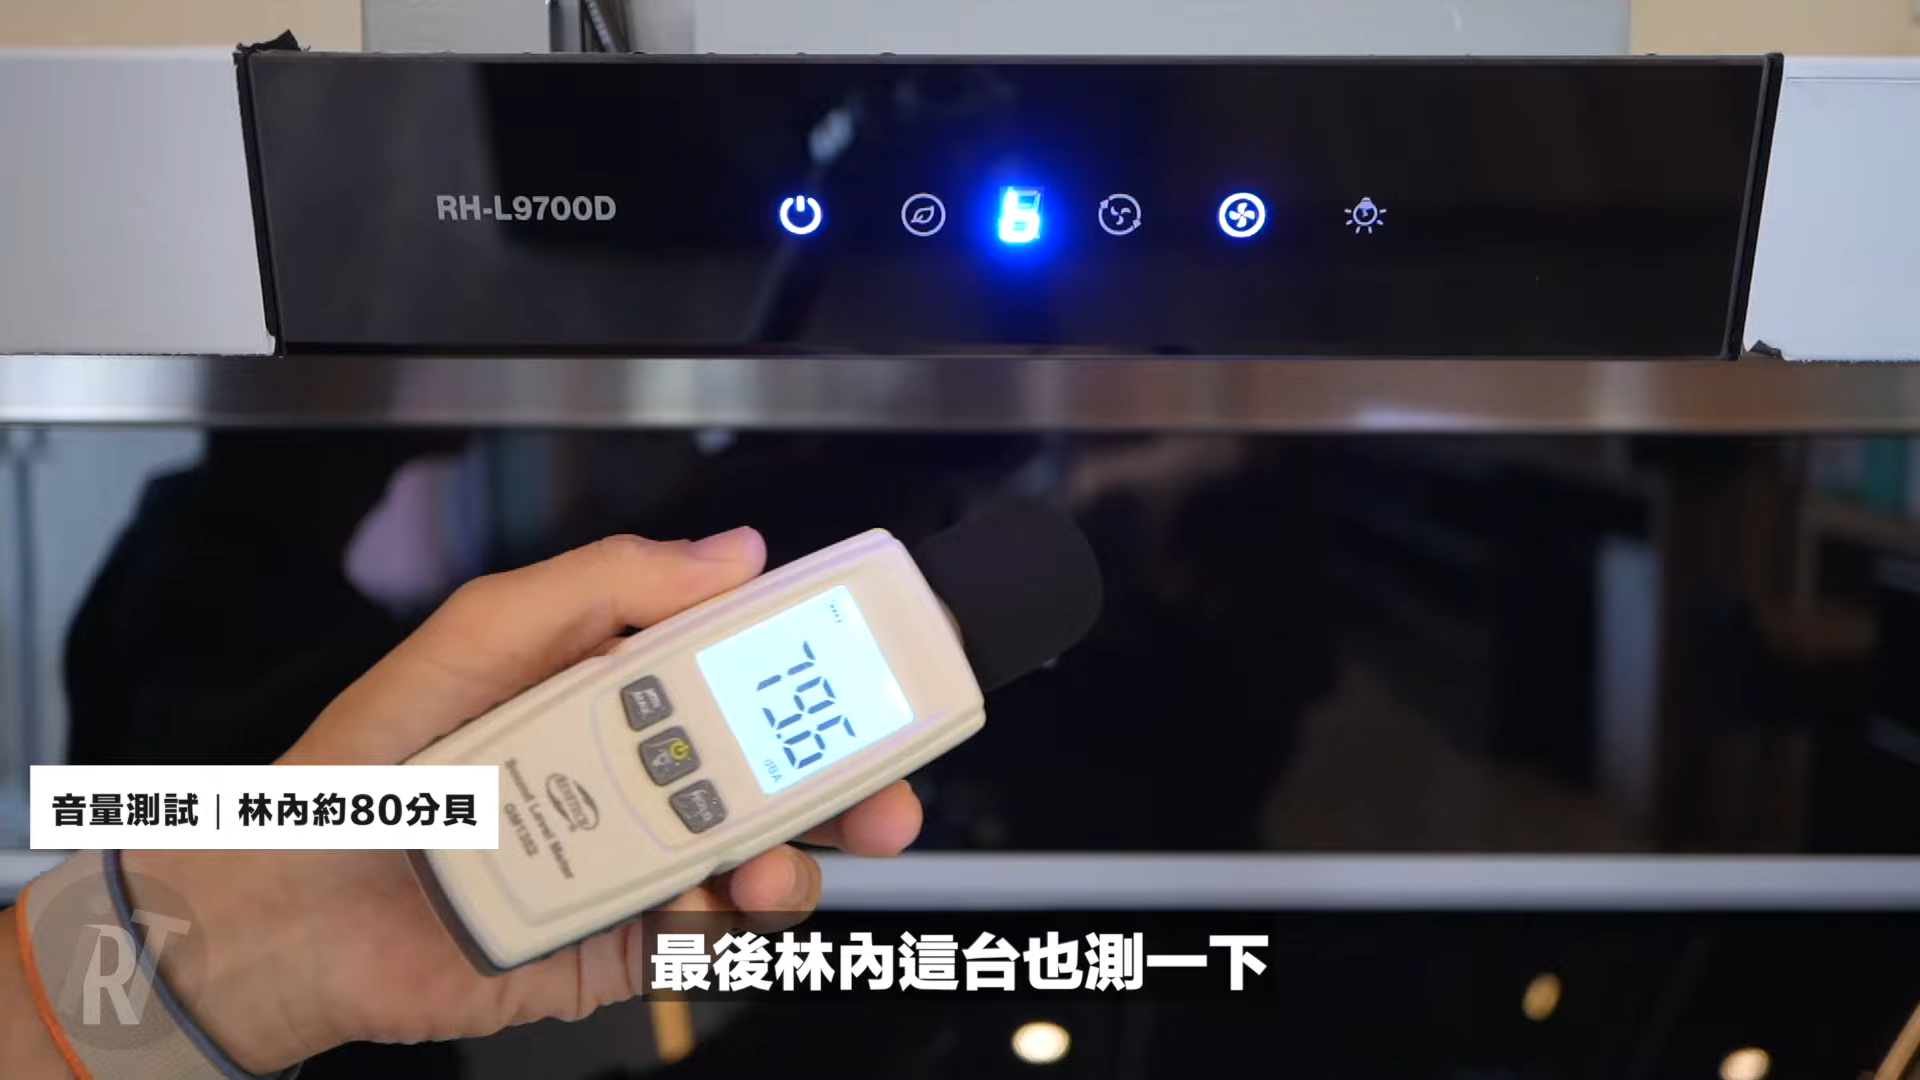 RH-L9700D
6
79.6
dBA
Sound Level Meter
GM1352
音量測試｜林內約80分貝
最後林內這台也測一下